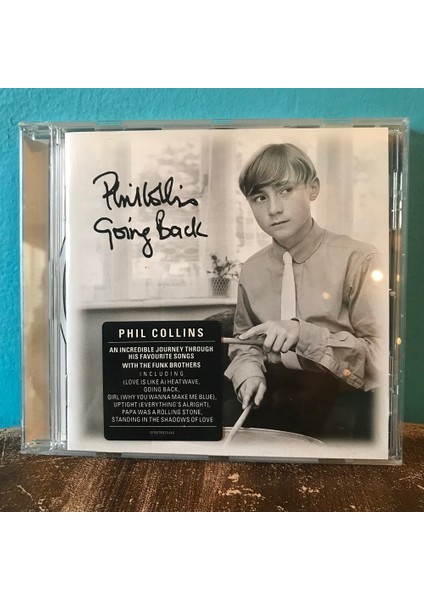 Phil Collins
Going Back
PHIL COLLINS
AN INCREDIBLE JOURNEY THROUGH
HIS FAVOURITE SONGS
WITH THE FUNK BROTHERS
INCLUDING
(LOVE IS LIKE A) HEATWAVE,
GOING BACK,
GIRL (WHY YOU WANNA MAKE ME BLUE),
UPTIGHT (EVERYTHING'S ALRIGHT),
PAPA WAS A ROLLING STONE,
STANDING IN THE SHADOWS OF LOVE